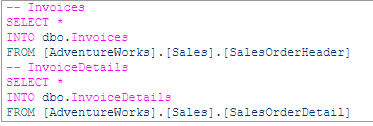 -- Invoices
SELECT *
INTO dbo.Invoices
FROM [AdventureWorks].[Sales].[SalesOrderHeader]
-- InvoiceDetails
SELECT *
INTO dbo.InvoiceDetails
FROM [AdventureWorks].[Sales].[SalesOrderDetail]